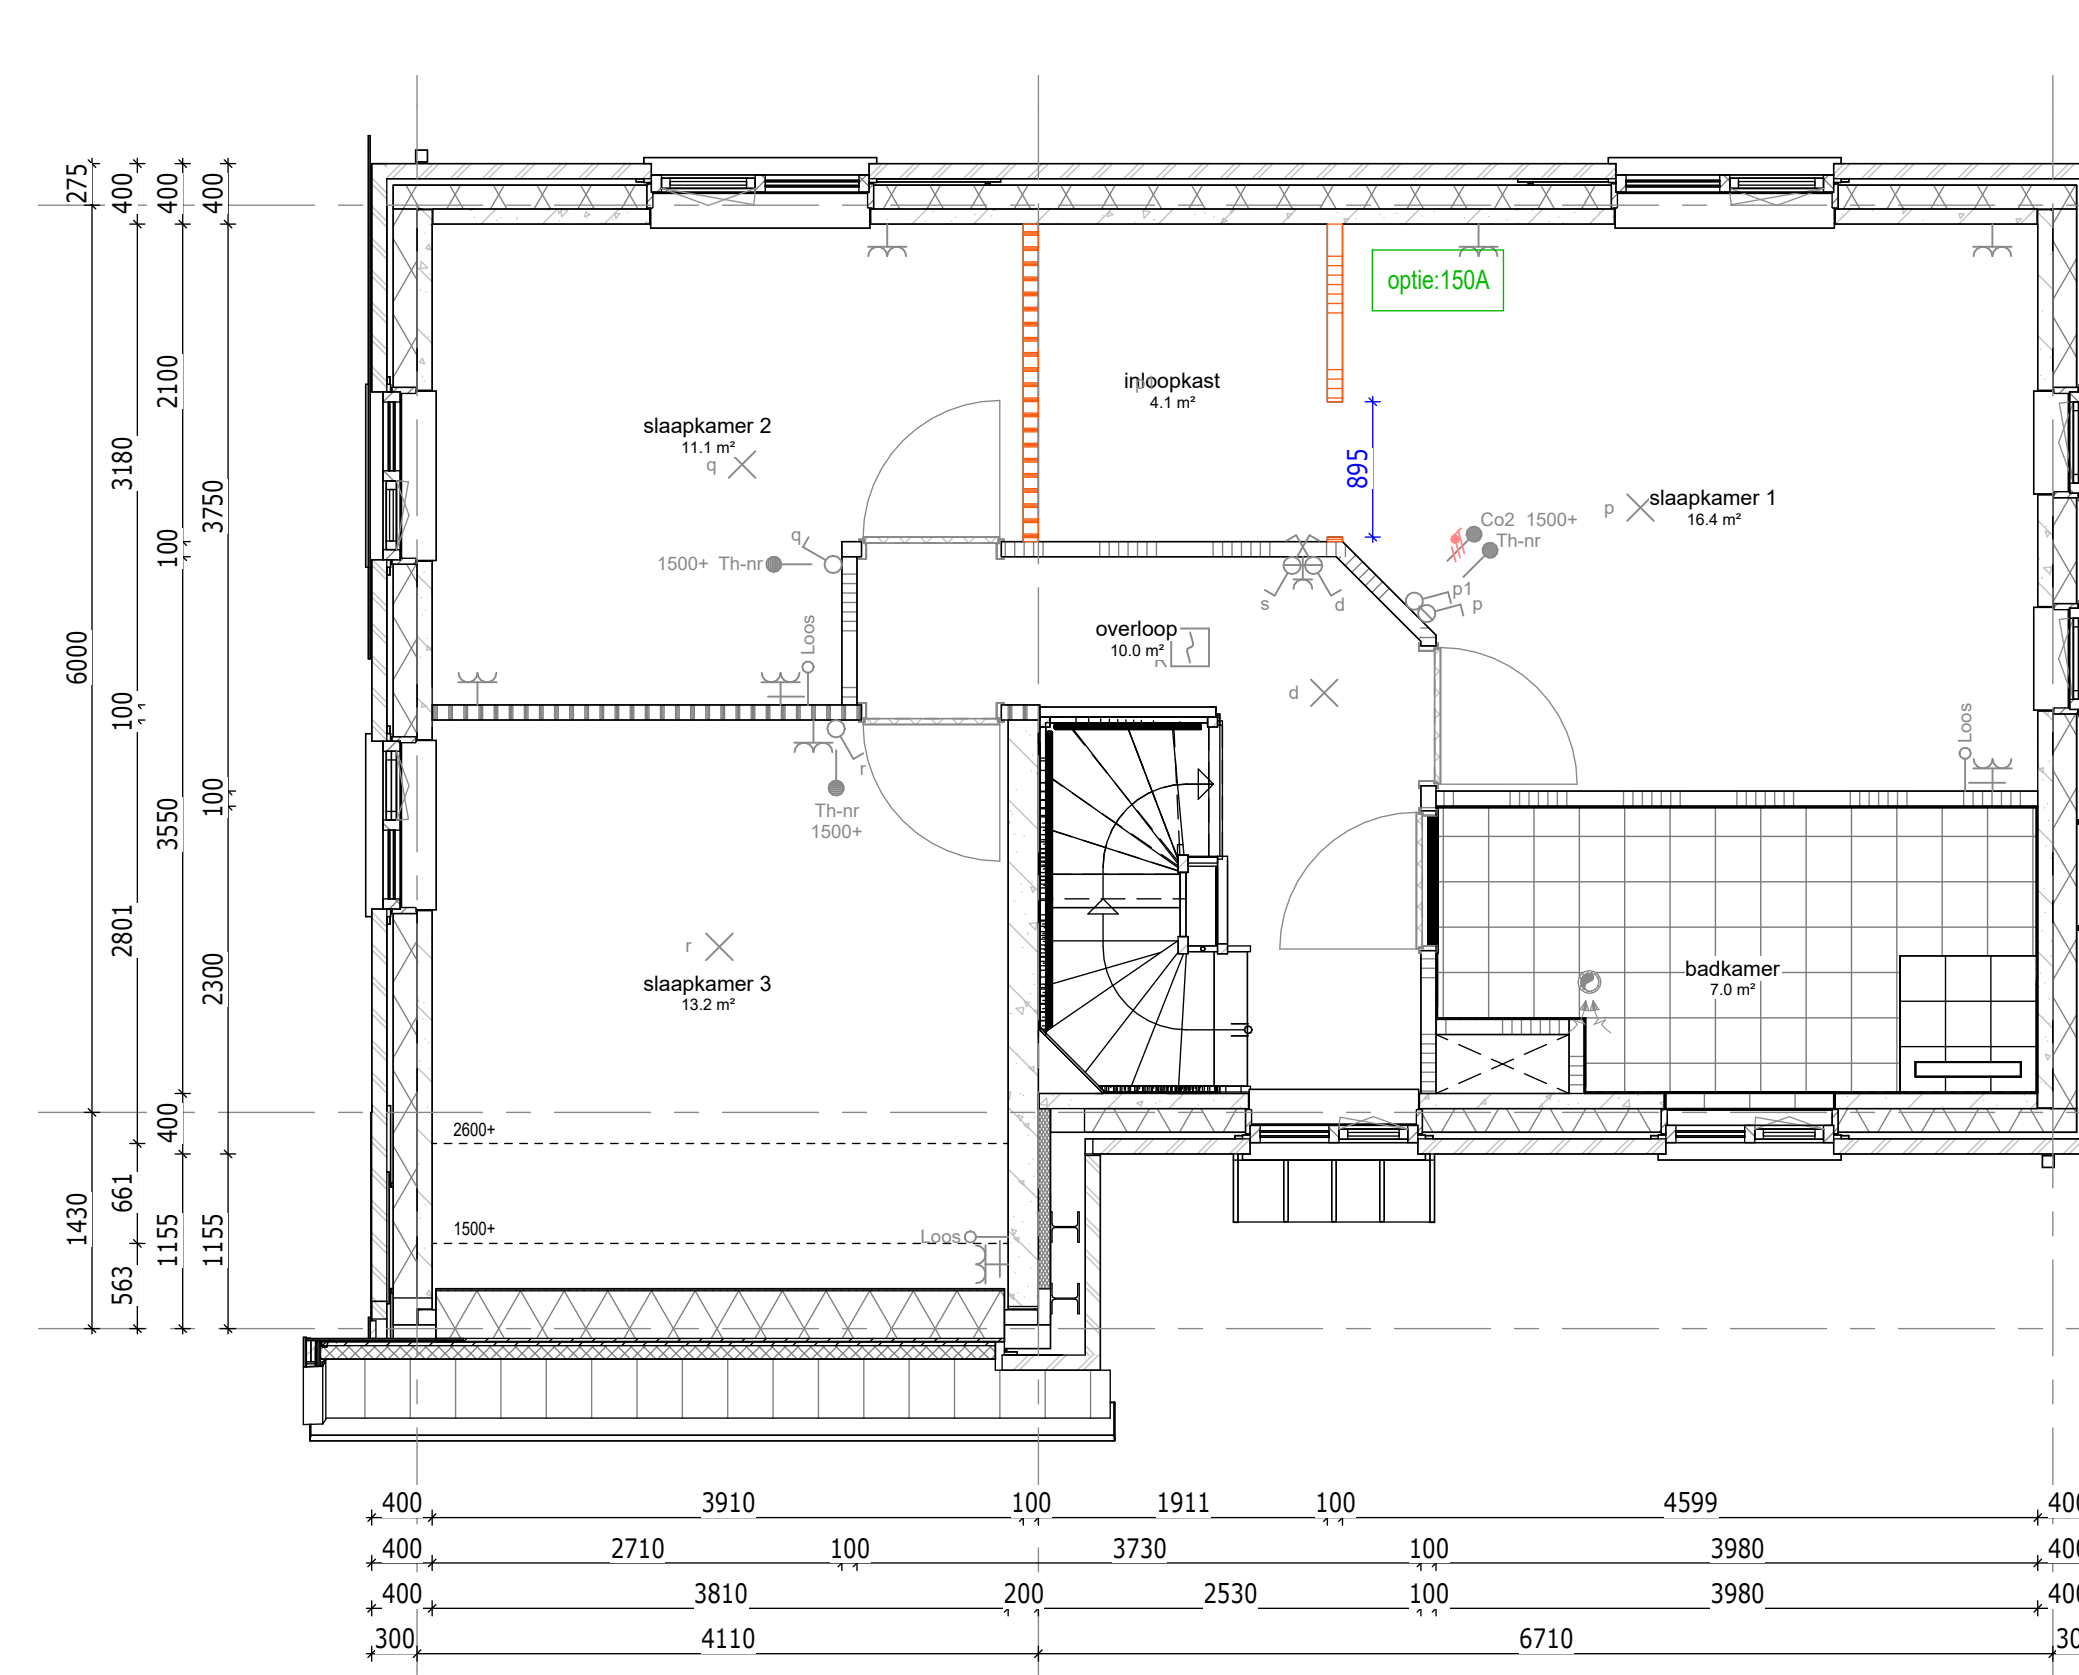 275
400
400
400
optie:150A
2100
inloopkast
4.1 m²
slaapkamer 2
11.1 m²
q
3180
895
3750
slaapkamer 1
16.4 m²
p
Co2 1500+
Th-nr
100
q
1500+ Th-nr
s
d
p1
p
6000
Loos
overloop
10.0 m²
d
100
Loos
r
Th-nr
1500+
100
3550
2801
2300
r
slaapkamer 3
13.2 m²
badkamer
7.0 m²
400
2600+
661
1430
1155
1155
1500+
Loos
563
400 3910 100 1911 100 4599 400
400 2710 100 3730 100 3980 400
400 3810 200 2530 100 3980 400
300 4110 6710 30